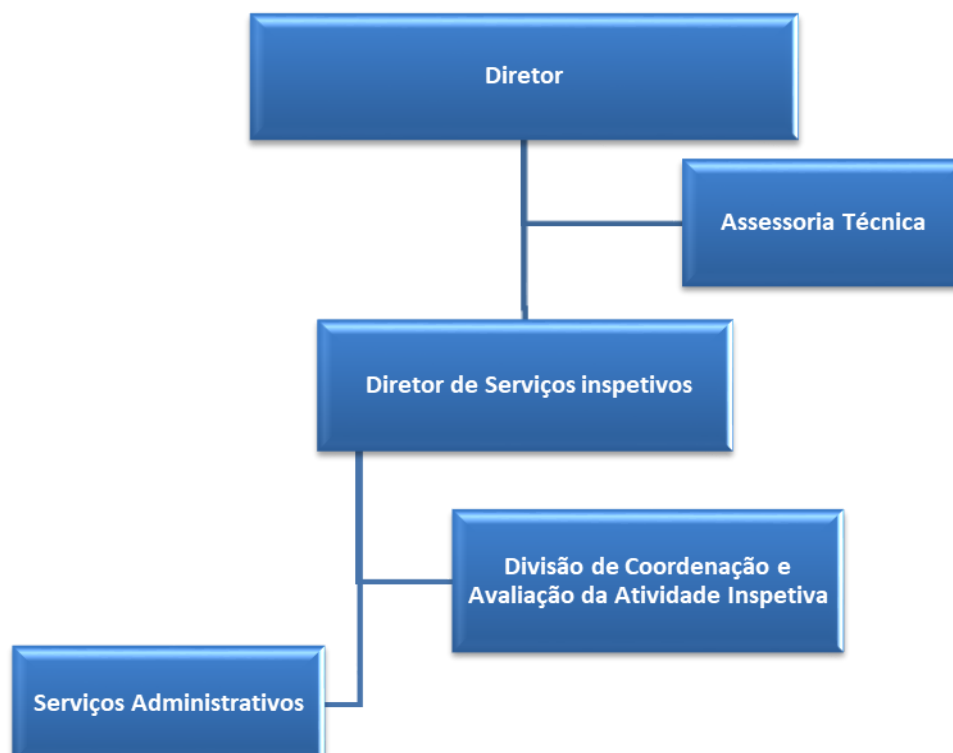 Diretor
Assessoria Técnica
Diretor de Serviços inspetivos
Divisão de Coordenação e
Avaliação da Atividade Inspetiva
Serviços Administrativos